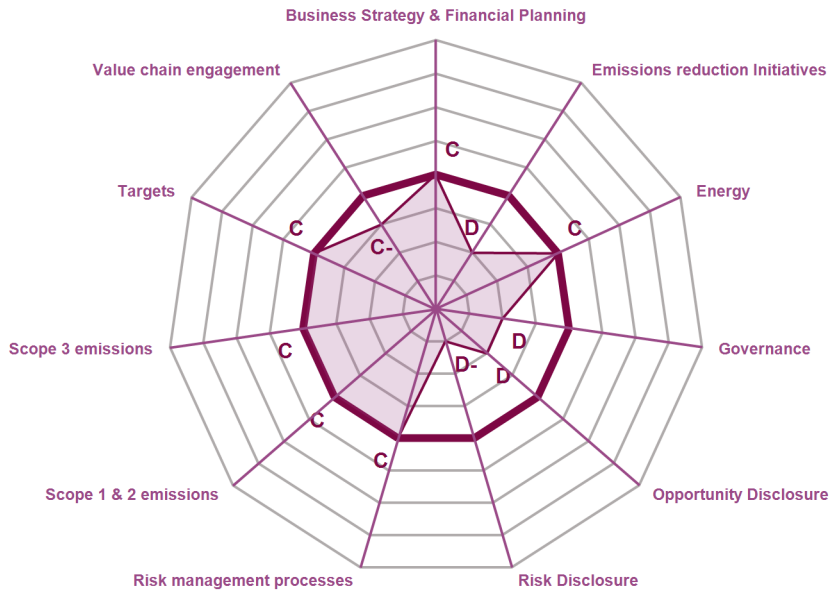 Business Strategy & Financial Planning
Value chain engagement
Emissions reduction Initiatives
C
Targets
Energy
C
D
C
C-
Scope 3 emissions
C
D
Governance
D-
D
C
C
Scope 1 & 2 emissions
Opportunity Disclosure
Risk management processes
Risk Disclosure